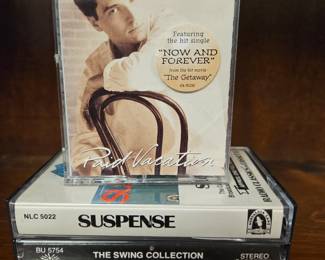 Featuring
the hit single
"NOW AND
FOREVER"
from the hit movie
"The Getaway"
Paid Vacation
NLC 5022
SUSPENSE
BU 5754
THE SWING COLLECTION
STEREO